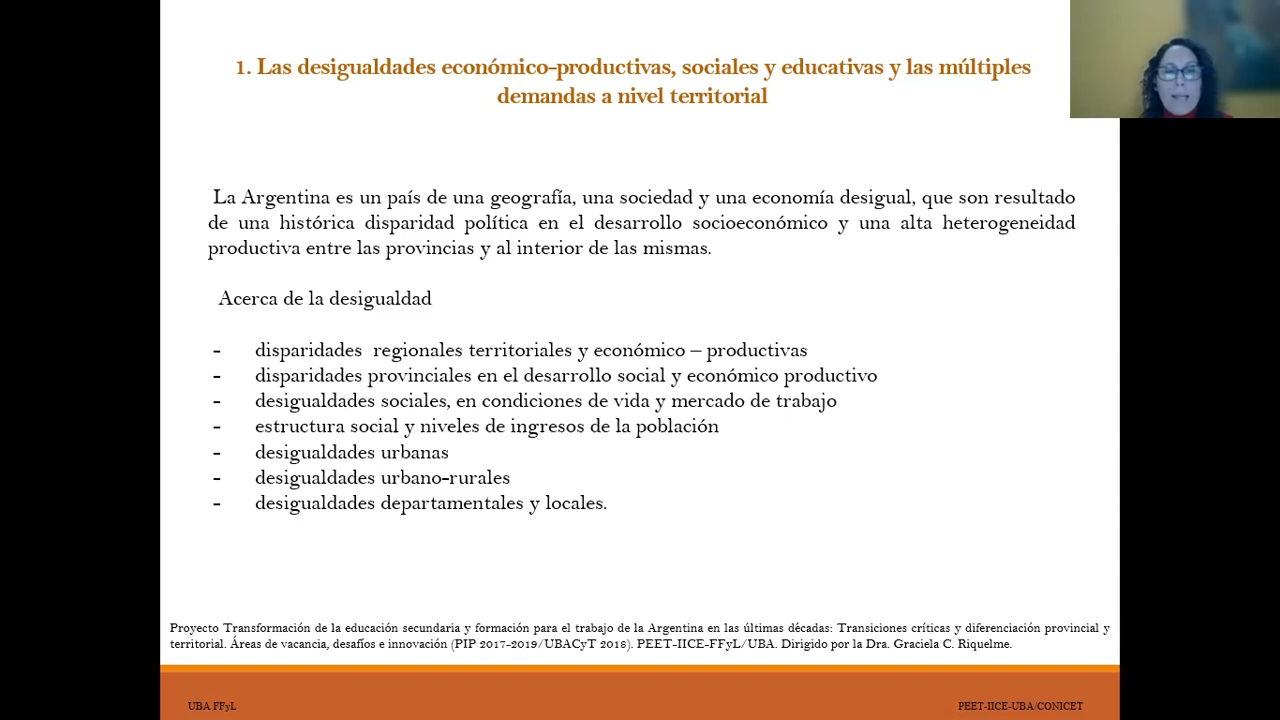 1. Las desigualdades económico-productivas, sociales y educativas y las múltiples
demandas a nivel territorial
La Argentina es un país de una geografía, una sociedad y una economía desigual, que son resultado
de una histórica disparidad política en el desarrollo socioeconómico y una alta heterogeneidad
productiva entre las provincias y al interior de las mismas.
Acerca de la desigualdad
- disparidades regionales territoriales y económico – productivas
- disparidades provinciales en el desarrollo social y económico productivo
- desigualdades sociales, en condiciones de vida y mercado de trabajo
- estructura social y niveles de ingresos de la población
- desigualdades urbanas
- desigualdades urbano-rurales
- desigualdades departamentales y locales.
Proyecto Transformación de la educación secundaria y formación para el trabajo de la Argentina en las últimas décadas: Transiciones críticas y diferenciación provincial y
territorial. Áreas de vacancia, desafíos e innovación (PIP 2017-2019/UBACyT 2018). PEET-IICE-FFyL/UBA. Dirigido por la Dra. Graciela C. Riquelme.
UBA FFyL
PEET-IICE-UBA/CONICET